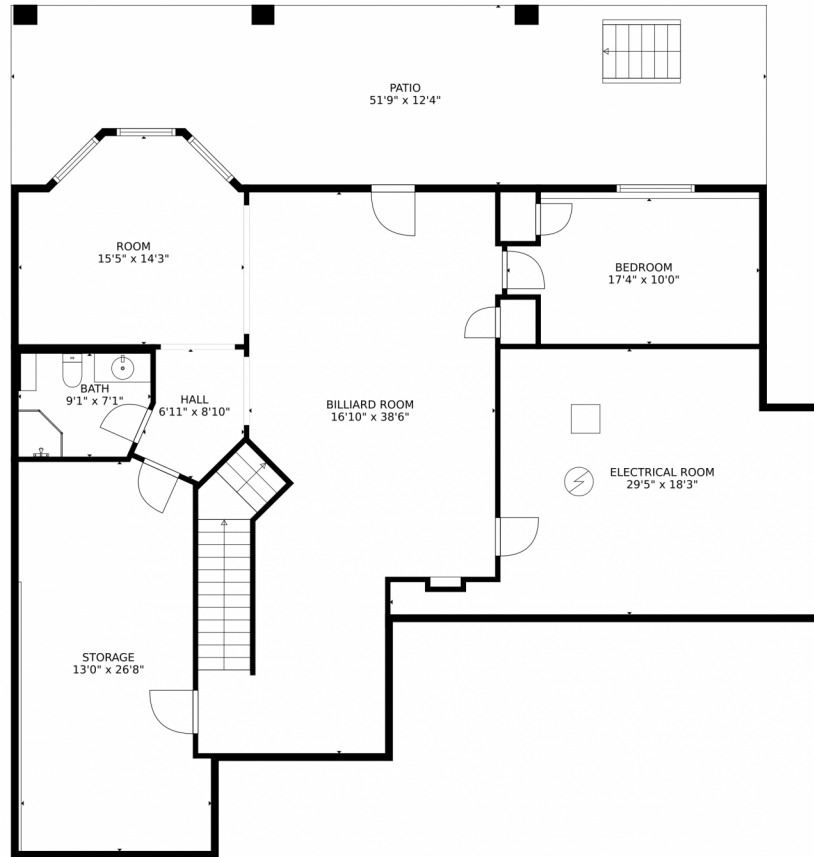 PATIO
51'9" x 12'4"
ROOM
15'5" x 14'3"
BEDROOM
17'4" x 10'0"
BATH
9'1" x 7'1"
HALL
6'11" x 8'10"
BILLIARD ROOM
16'10" x 38'6"
ELECTRICAL ROOM
29'5" x 18'3"
STORAGE
13'0" x 26'8"